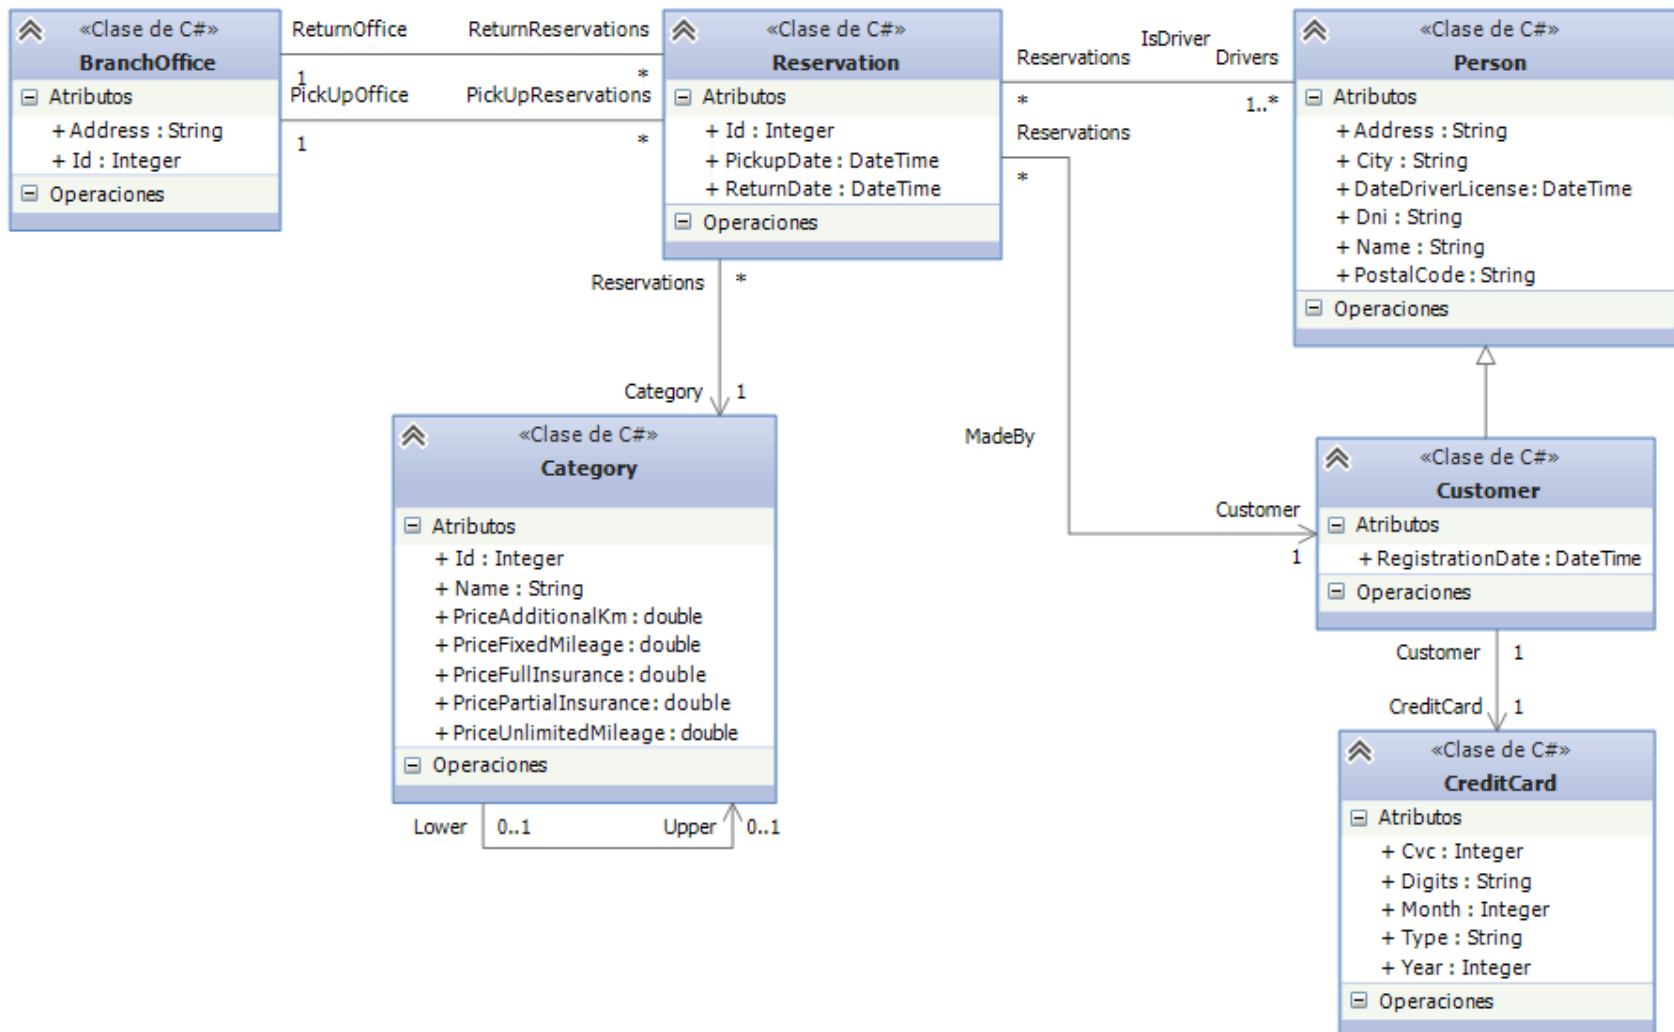 «Clase de C#»
BranchOffice
Atributos
+ Address : String
+ Id : Integer
Operaciones
ReturnOffice
ReturnReservations
1
*
PickUpOffice
PickUpReservations
1
*
«Clase de C#»
Reservation
Atributos
+ Id : Integer
+ PickupDate : DateTime
+ ReturnDate : DateTime
Operaciones
IsDriver
Reservations
Drivers
*
1..*
Reservations
*
«Clase de C#»
Person
Atributos
+ Address : String
+ City : String
+ DateDriverLicense : DateTime
+ Dni : String
+ Name : String
+ PostalCode : String
Operaciones
Reservations
*
Category
1
MadeBy
Customer
1
«Clase de C#»
Category
Atributos
+ Id : Integer
+ Name : String
+ PriceAdditionalKm : double
+ PriceFixedMileage : double
+ PriceFullInsurance : double
+ PricePartialInsurance : double
+ PriceUnlimitedMileage : double
Operaciones
Lower
0..1
Upper
0..1
«Clase de C#»
Customer
Atributos
+ RegistrationDate : DateTime
Operaciones
Customer
1
CreditCard
1
«Clase de C#»
CreditCard
Atributos
+ Cvc : Integer
+ Digits : String
+ Month : Integer
+ Type : String
+ Year : Integer
Operaciones